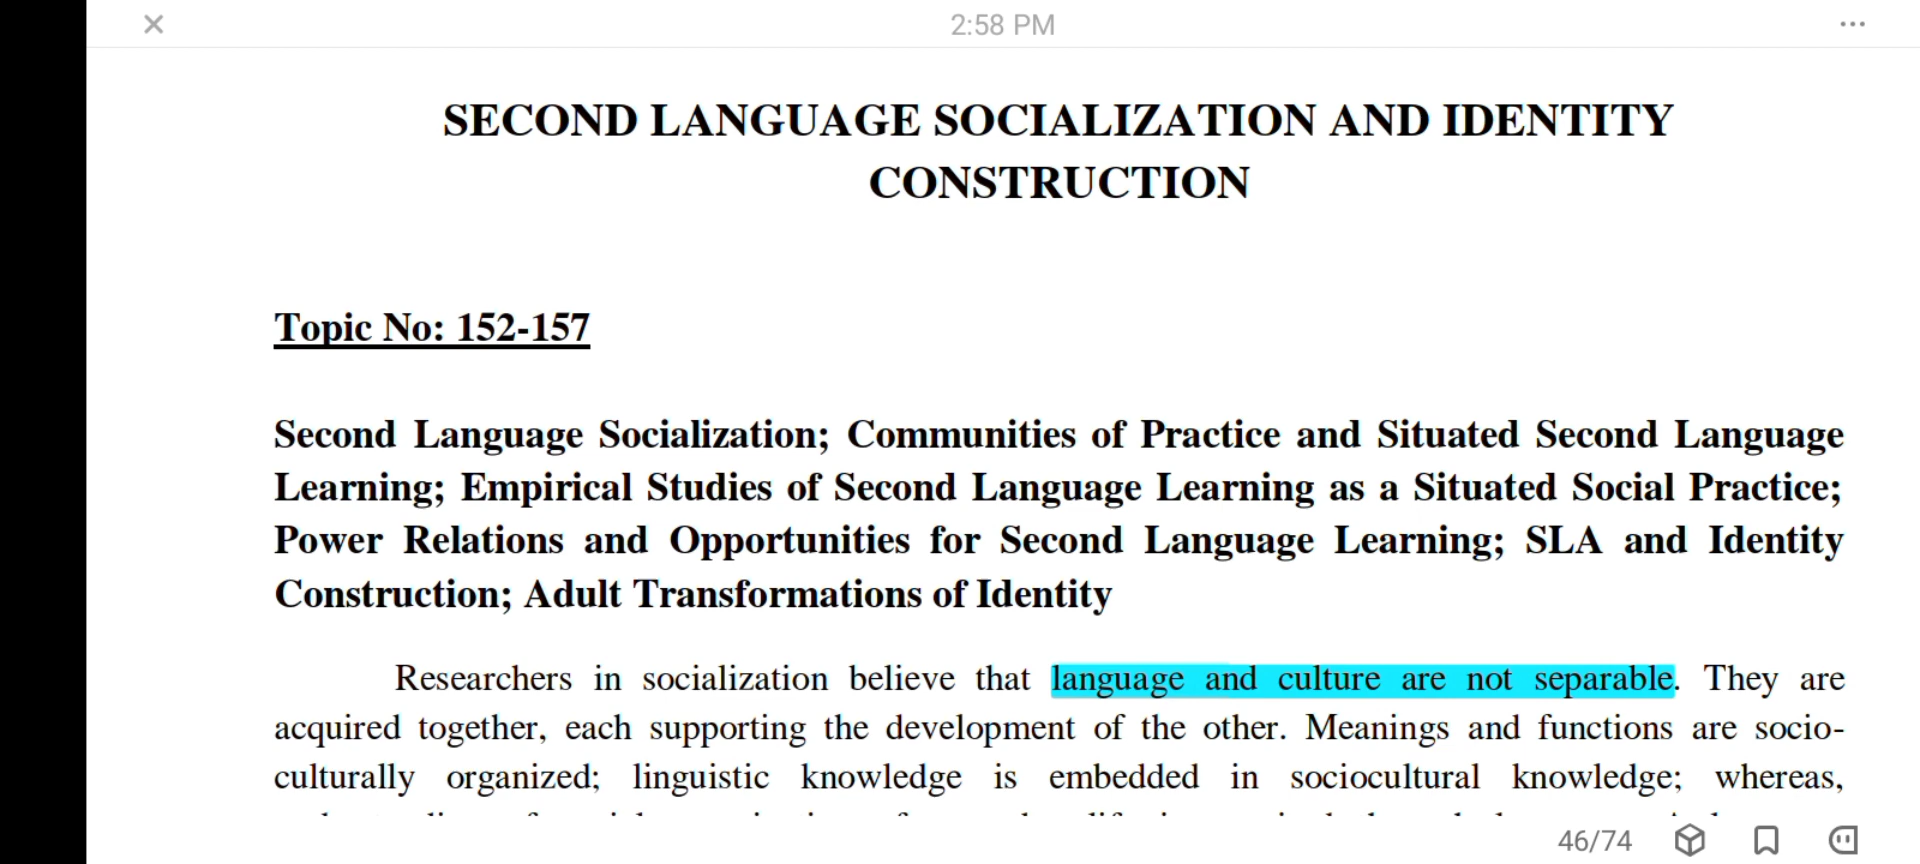 2:58 PM
SECOND LANGUAGE SOCIALIZATION AND IDENTITY
CONSTRUCTION
Topic No: 152-157
Second Language Socialization; Communities of Practice and Situated Second Language
Learning; Empirical Studies of Second Language Learning as a Situated Social Practice;
Power Relations and Opportunities for Second Language Learning; SLA and Identity
Construction; Adult Transformations of Identity
Researchers in socialization believe that language and culture are not separable. They are
acquired together, each supporting the development of the other. Meanings and functions are socio-
culturally organized; linguistic knowledge is embedded in sociocultural knowledge; whereas,
46/74